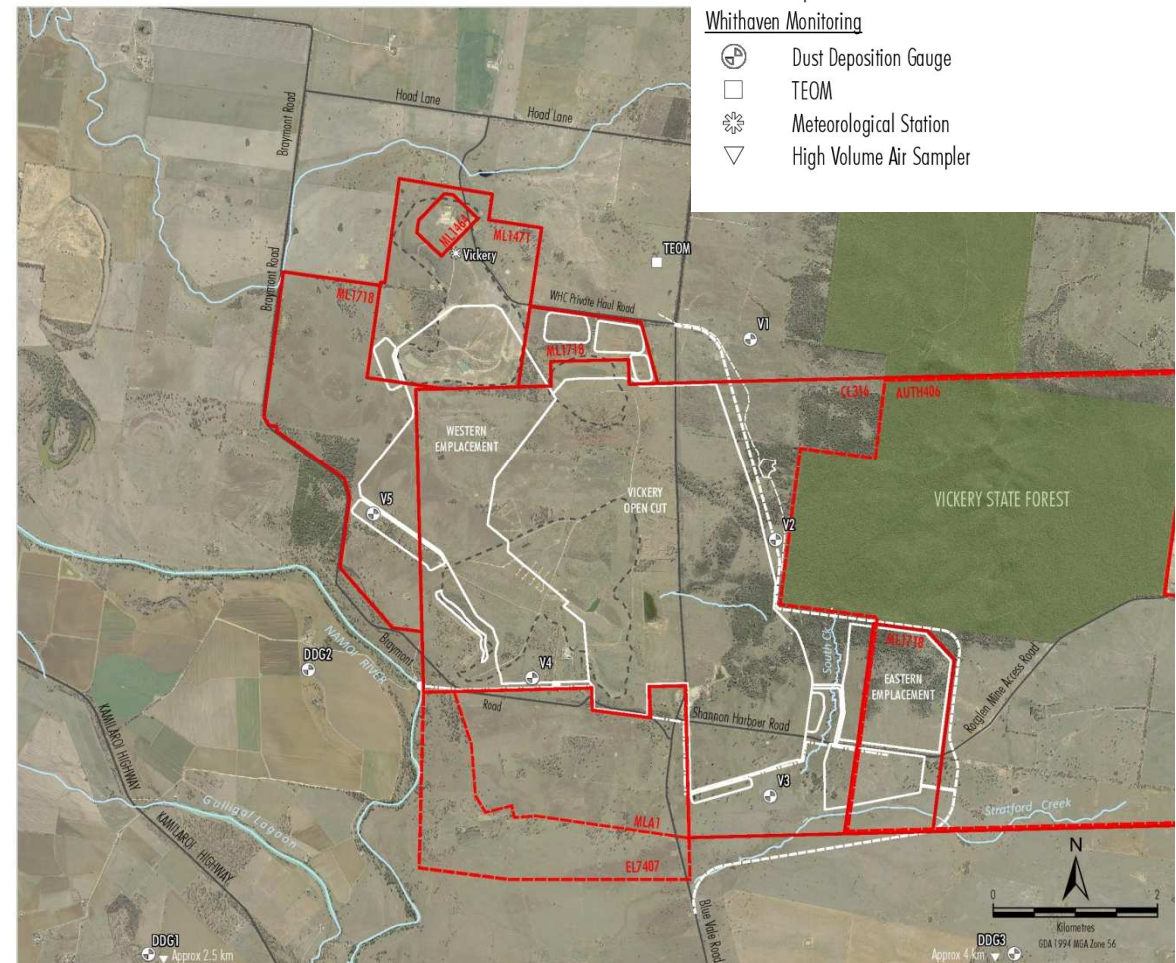 Whithaven Monitoring
Dust Deposition Gauge
TEOM
Meteorological Station
High Volume Air Sampler
Hoad Lane
Hoad Lane
Braymont Road
ML1464
ML1471
Vickery
TEOM
Braymont Road
ML1718
WHC Private Haul Road
V1
ML1718
CE316
AUTH406
WESTERN
EMPLACEMENT
VICKERY
OPEN CUT
VICKERY STATE FOREST
V5
V2
NAMOI RIVER
DDG2
Braymont
Road
V4
South Ck
ML1718
EASTERN
EMPLACEMENT
Rocglen Mine Access Road
Shannon Harbour Road
KAMILAROI HIGHWAY
KAMILAROI HIGHWAY
Gulligal Lagoon
V3
Stratford Creek
MLA1
EL7407
N
0
2
Kilometres
GDA 1994 MGA Zone 56
Blue Vale Road
DDG1
Approx 2.5 km
DDG3
Approx 4 km